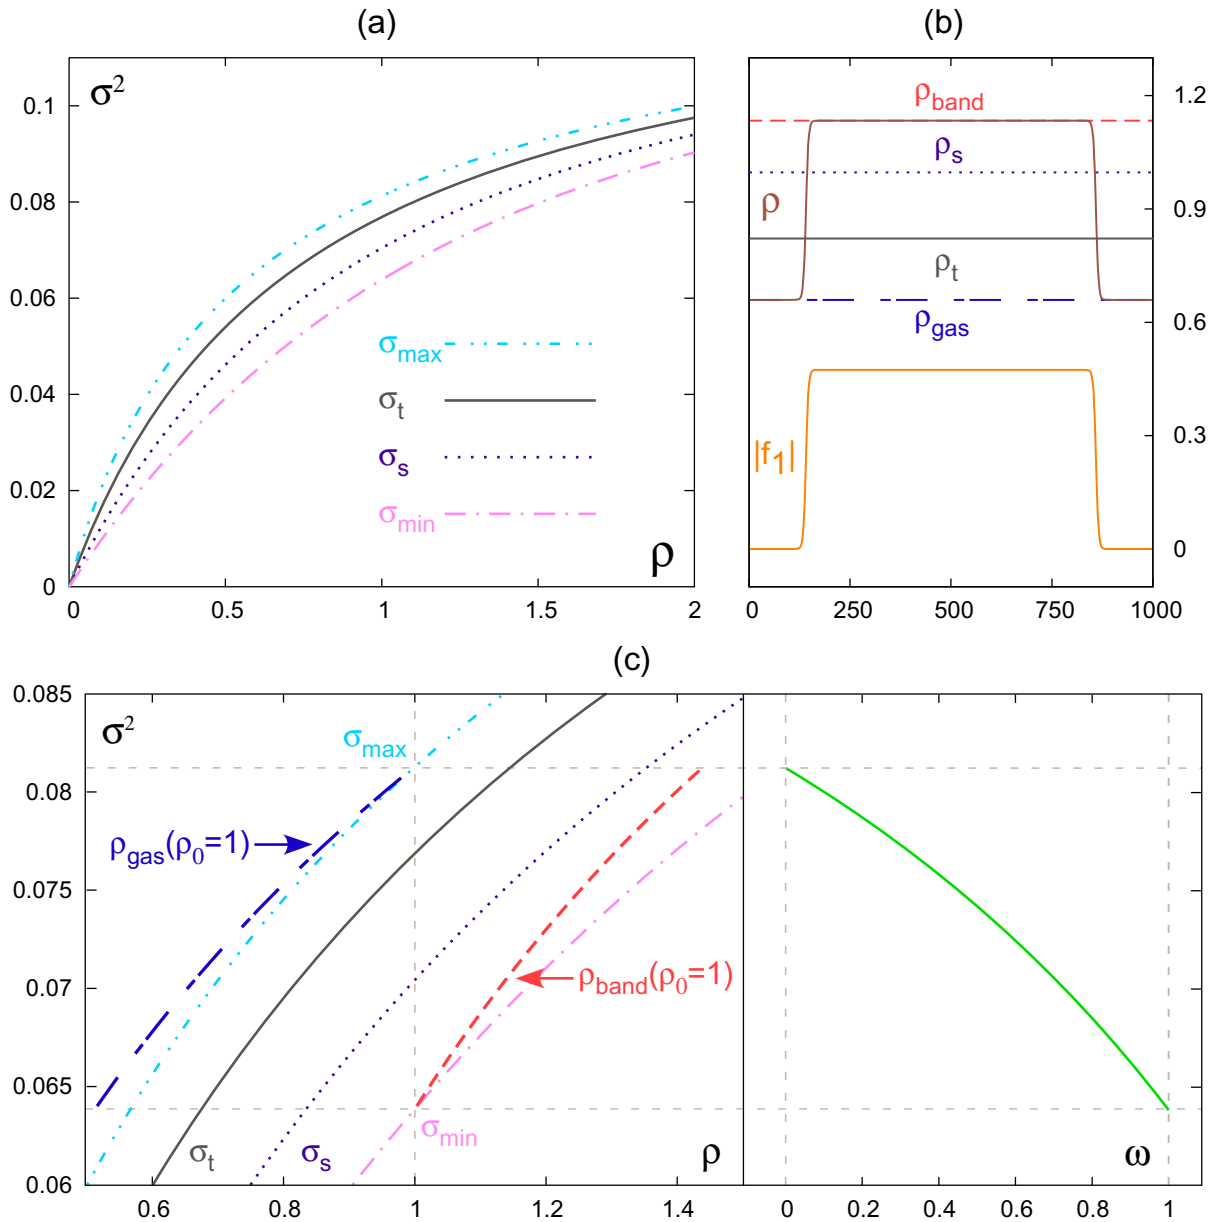 (a)
σ²
0.1
0.08
0.06
0.04
0.02
0
σmax
σt
σs
σmin
ρ
0 0.5 1 1.5 2
(b)
ρband
ρs
ρ
ρt
ρgas
|f1|
1.2
0.9
0.6
0.3
0
0 250 500 750 1000
(c)
0.085
0.08
0.075
0.07
0.065
0.06
σ²
σmax
ρgas(ρ0=1)
ρband(ρ0=1)
σmin
σt σs ρ
0.6 0.8 1 1.2 1.4
ω
0 0.2 0.4 0.6 0.8 1